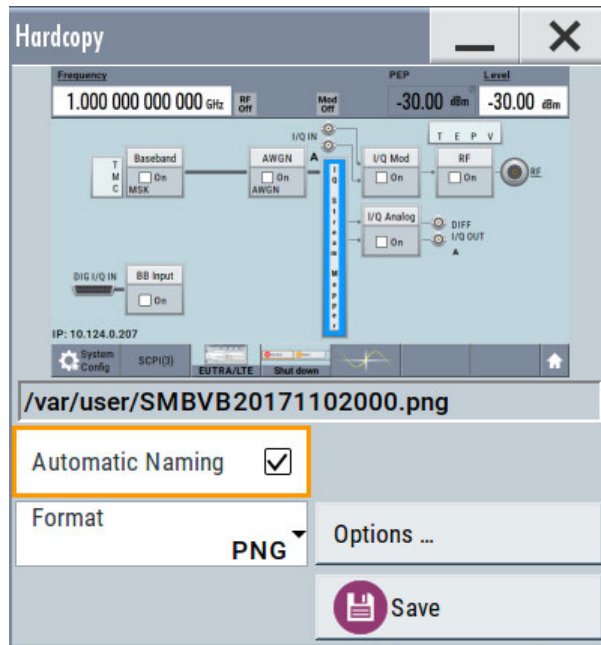 Hardcopy
Frequency
PEP
Level
1.000 000 000 000 GHz
RF Off
Mod Off
-30.00 dBm
-30.00 dBm
I/Q IN
T E P V
T M C
Baseband
On
MSK
AWGN
On
AWGN
A
I/Q Stream Mapper
I/Q Mod
On
RF
On
RF
I/Q Analog
On
DIFF
I/Q OUT
A
DIG I/Q IN
BB Input
On
IP: 10.124.0.207
System Config
SCPI(3)
EUTRA/LTE
Shut down
/var/user/SMBVB20171102000.png
Automatic Naming
Format
PNG
Options ...
Save